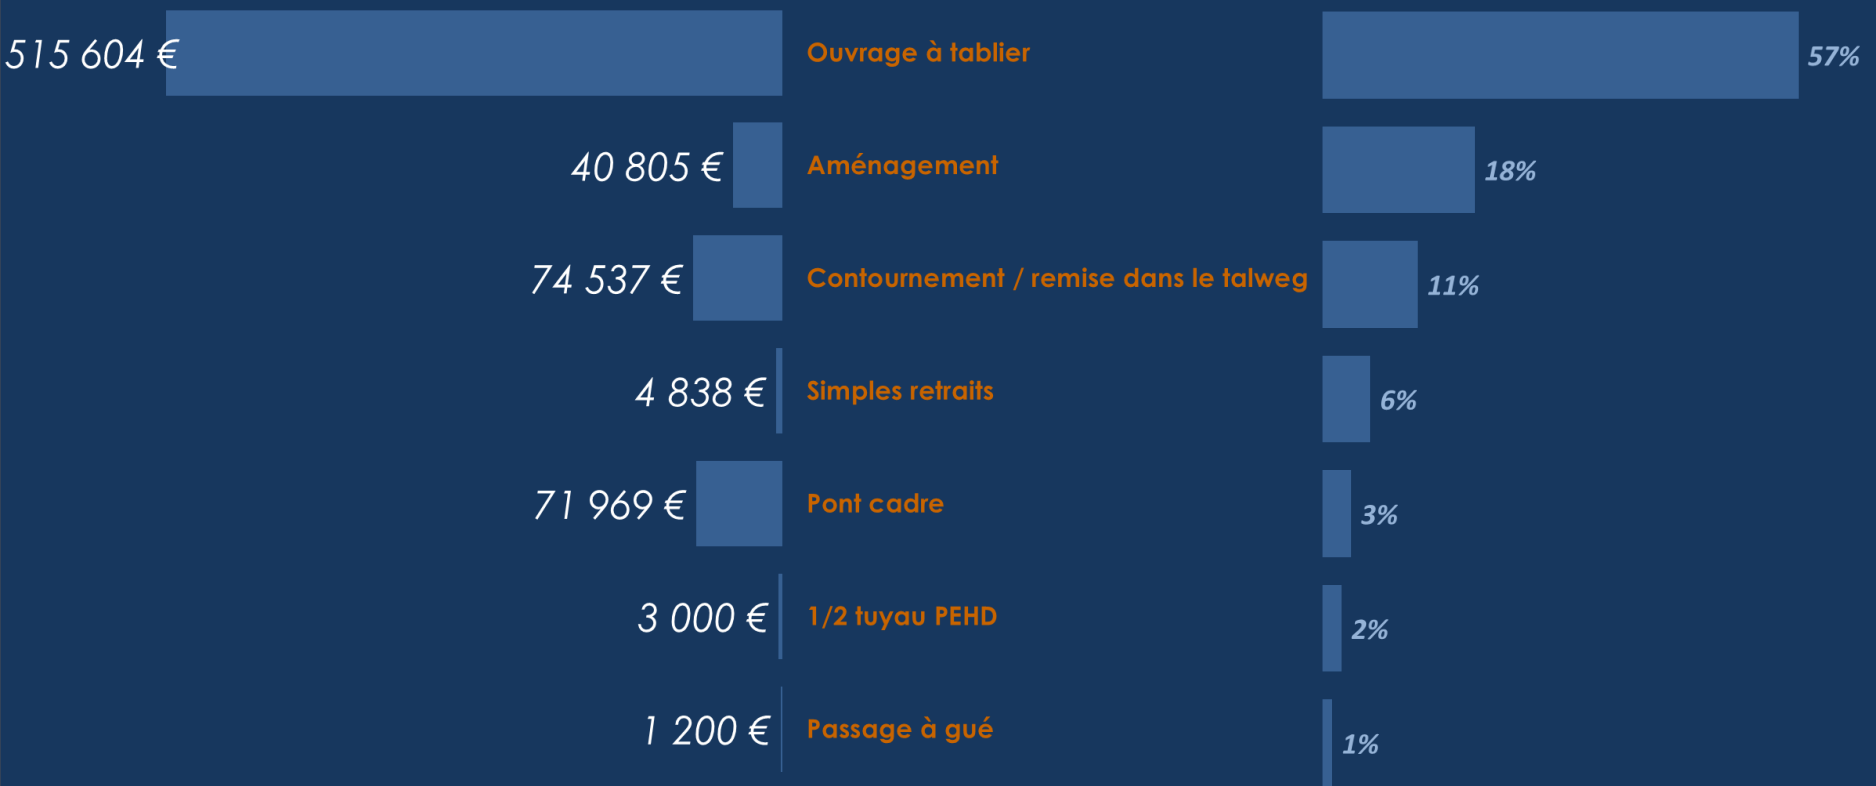 515 604 € Ouvrage à tablier 57%
40 805 € Aménagement 18%
74 537 € Contournement / remise dans le talweg 11%
4 838 € Simples retraits 6%
71 969 € Pont cadre 3%
3 000 € 1/2 tuyau PEHD 2%
1 200 € Passage à gué 1%